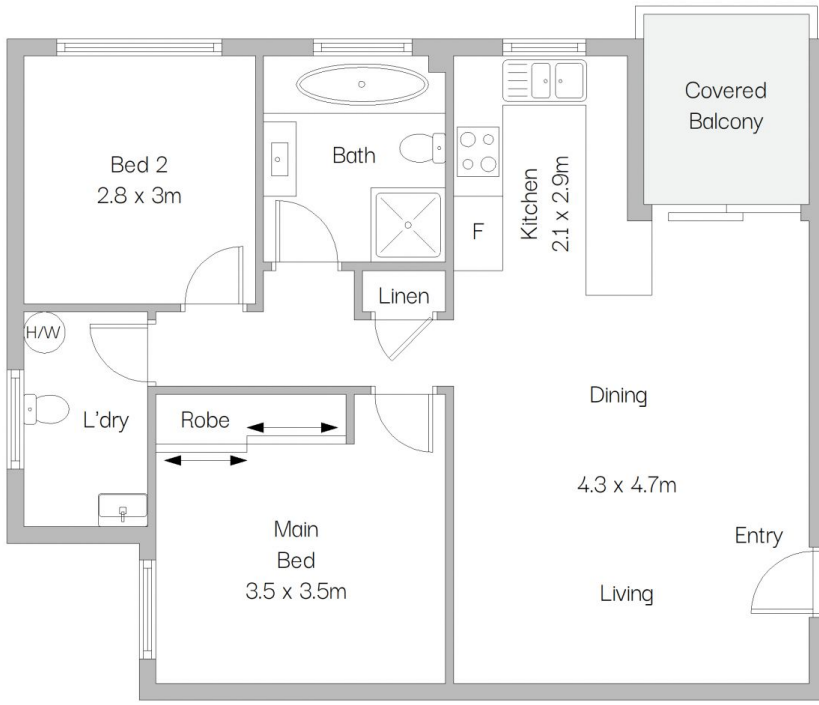 Covered
Balcony
Bed 2
2.8 x 3m
Bath
Kitchen
2.1 x 2.9m
F
Linen
H/W
L'dry
Robe
Dining
4.3 x 4.7m
Main
Bed
3.5 x 3.5m
Entry
Living